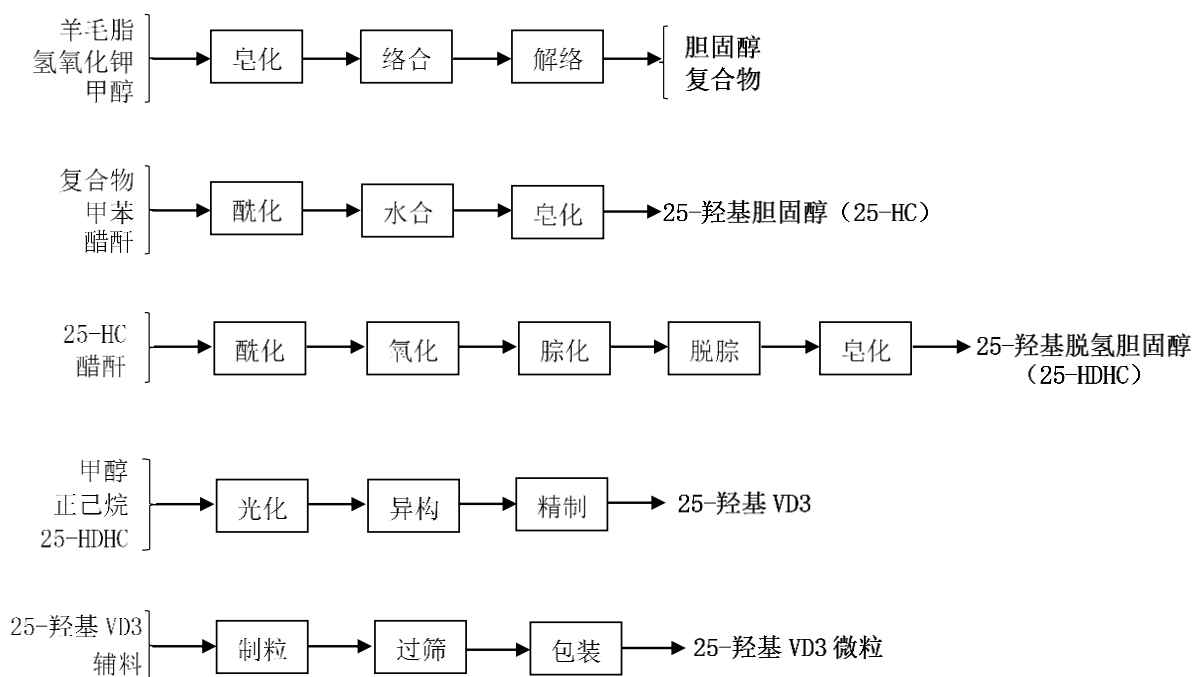 羊毛脂
氢氧化钾
甲醇
皂化
络合
解络
胆固醇
复合物
复合物
甲苯
醋酐
酰化
水合
皂化
25-羟基胆固醇（25-HC）
25-HC
醋酐
酰化
氧化
腙化
脱腙
皂化
25-羟基脱氢胆固醇
（25-HDHC）
甲醇
正己烷
25-HDHC
光化
异构
精制
25-羟基 VD3
25-羟基 VD3
辅料
制粒
过筛
包装
25-羟基 VD3 微粒